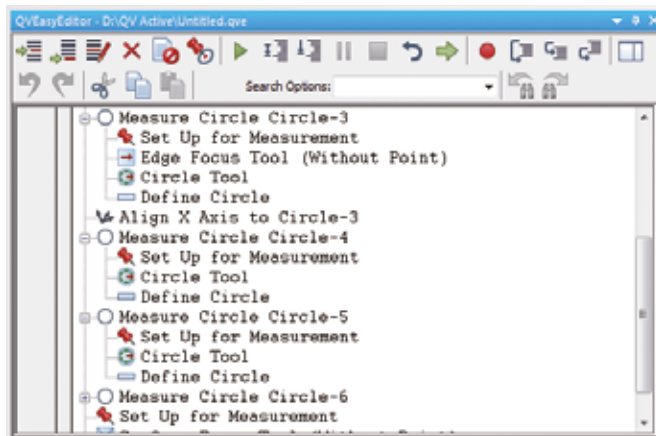 QVEasyEditor - D:\QV Active\Untitled.qve
Search Options:
Measure Circle Circle-3
Set Up for Measurement
Edge Focus Tool (Without Point)
Circle Tool
Define Circle
Align X Axis to Circle-3
Measure Circle Circle-4
Set Up for Measurement
Circle Tool
Define Circle
Measure Circle Circle-5
Set Up for Measurement
Circle Tool
Define Circle
Measure Circle Circle-6
Set Up for Measurement